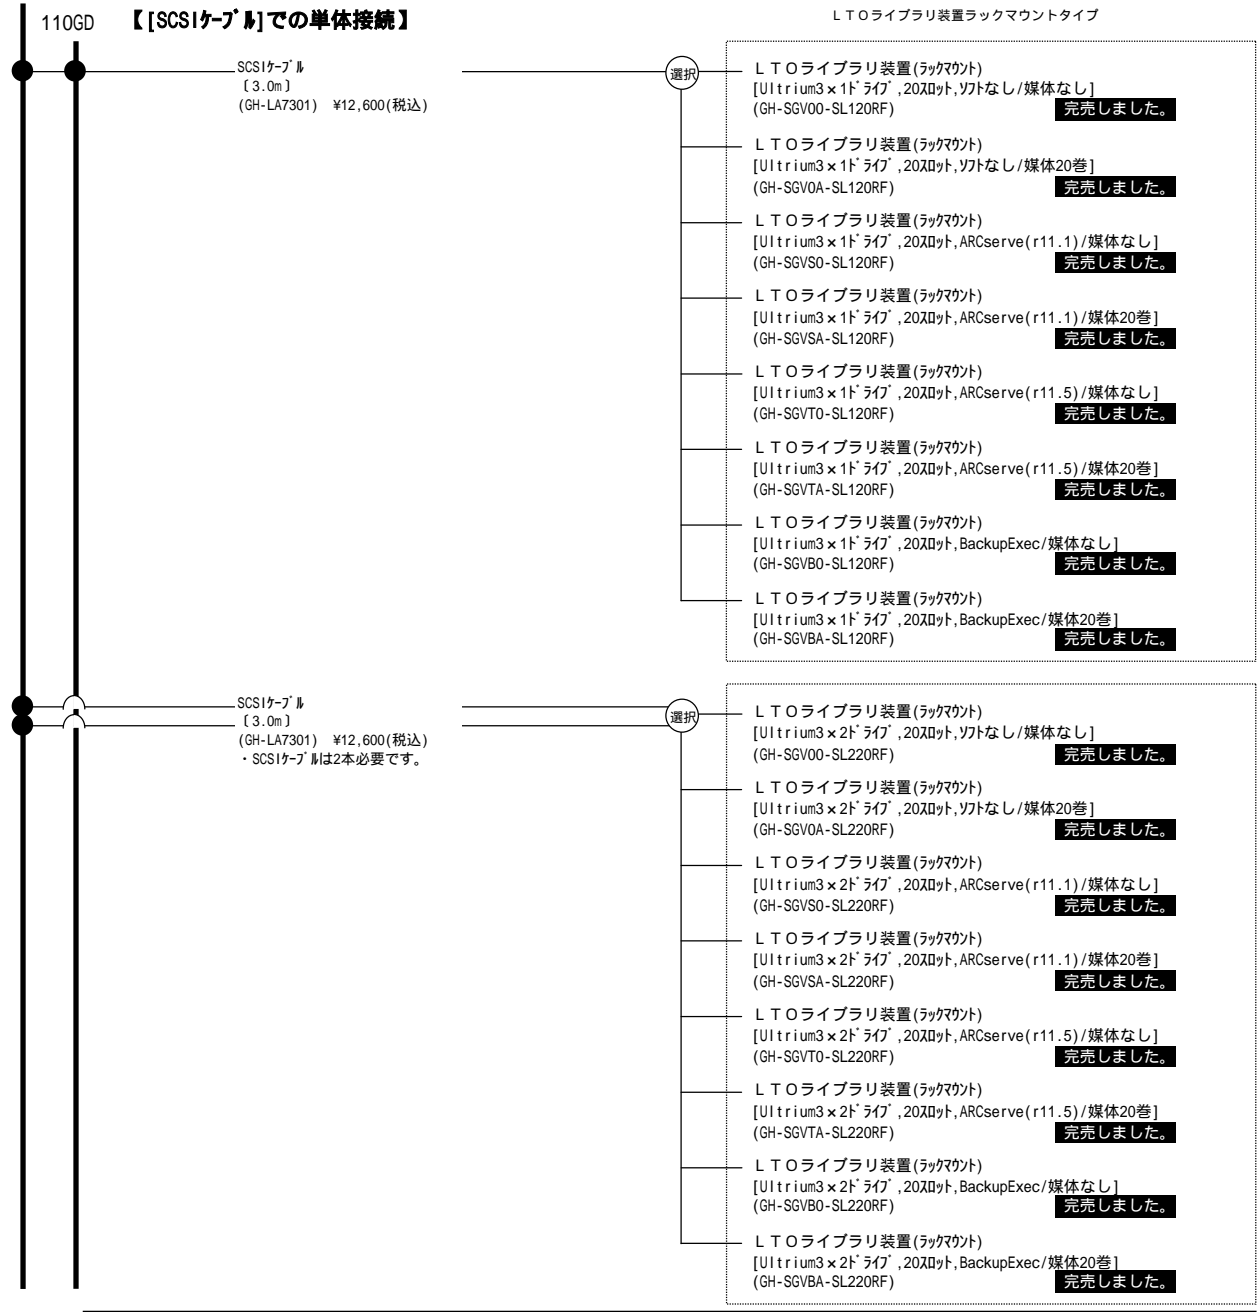 110GD 【[SCSIｹｰﾌﾞﾙ]での単体接続】
ＬＴＯライブラリ装置ラックマウントタイプ
SCSIｹｰﾌﾞﾙ
〔3.0m〕
(GH-LA7301) ¥12,600(税込)
選択
ＬＴＯライブラリ装置(ﾗｯｸﾏｳﾝﾄ)
[Ultrium3×1ﾄﾞﾗｲﾌﾞ,20ｽﾛｯﾄ,ｿﾌﾄなし/媒体なし]
(GH-SGV00-SL120RF) 完売しました。
ＬＴＯライブラリ装置(ﾗｯｸﾏｳﾝﾄ)
[Ultrium3×1ﾄﾞﾗｲﾌﾞ,20ｽﾛｯﾄ,ｿﾌﾄなし/媒体20巻]
(GH-SGV0A-SL120RF) 完売しました。
ＬＴＯライブラリ装置(ﾗｯｸﾏｳﾝﾄ)
[Ultrium3×1ﾄﾞﾗｲﾌﾞ,20ｽﾛｯﾄ,ARCserve(r11.1)/媒体なし]
(GH-SGVS0-SL120RF) 完売しました。
ＬＴＯライブラリ装置(ﾗｯｸﾏｳﾝﾄ)
[Ultrium3×1ﾄﾞﾗｲﾌﾞ,20ｽﾛｯﾄ,ARCserve(r11.1)/媒体20巻]
(GH-SGVSA-SL120RF) 完売しました。
ＬＴＯライブラリ装置(ﾗｯｸﾏｳﾝﾄ)
[Ultrium3×1ﾄﾞﾗｲﾌﾞ,20ｽﾛｯﾄ,ARCserve(r11.5)/媒体なし]
(GH-SGVT0-SL120RF) 完売しました。
ＬＴＯライブラリ装置(ﾗｯｸﾏｳﾝﾄ)
[Ultrium3×1ﾄﾞﾗｲﾌﾞ,20ｽﾛｯﾄ,ARCserve(r11.5)/媒体20巻]
(GH-SGVTA-SL120RF) 完売しました。
ＬＴＯライブラリ装置(ﾗｯｸﾏｳﾝﾄ)
[Ultrium3×1ﾄﾞﾗｲﾌﾞ,20ｽﾛｯﾄ,BackupExec/媒体なし]
(GH-SGVB0-SL120RF) 完売しました。
ＬＴＯライブラリ装置(ﾗｯｸﾏｳﾝﾄ)
[Ultrium3×1ﾄﾞﾗｲﾌﾞ,20ｽﾛｯﾄ,BackupExec/媒体20巻]
(GH-SGVBA-SL120RF) 完売しました。
SCSIｹｰﾌﾞﾙ
〔3.0m〕
(GH-LA7301) ¥12,600(税込)
・SCSIｹｰﾌﾞﾙは2本必要です。
選択
ＬＴＯライブラリ装置(ﾗｯｸﾏｳﾝﾄ)
[Ultrium3×2ﾄﾞﾗｲﾌﾞ,20ｽﾛｯﾄ,ｿﾌﾄなし/媒体なし]
(GH-SGV00-SL220RF) 完売しました。
ＬＴＯライブラリ装置(ﾗｯｸﾏｳﾝﾄ)
[Ultrium3×2ﾄﾞﾗｲﾌﾞ,20ｽﾛｯﾄ,ｿﾌﾄなし/媒体20巻]
(GH-SGV0A-SL220RF) 完売しました。
ＬＴＯライブラリ装置(ﾗｯｸﾏｳﾝﾄ)
[Ultrium3×2ﾄﾞﾗｲﾌﾞ,20ｽﾛｯﾄ,ARCserve(r11.1)/媒体なし]
(GH-SGVS0-SL220RF) 完売しました。
ＬＴＯライブラリ装置(ﾗｯｸﾏｳﾝﾄ)
[Ultrium3×2ﾄﾞﾗｲﾌﾞ,20ｽﾛｯﾄ,ARCserve(r11.1)/媒体20巻]
(GH-SGVSA-SL220RF) 完売しました。
ＬＴＯライブラリ装置(ﾗｯｸﾏｳﾝﾄ)
[Ultrium3×2ﾄﾞﾗｲﾌﾞ,20ｽﾛｯﾄ,ARCserve(r11.5)/媒体なし]
(GH-SGVT0-SL220RF) 完売しました。
ＬＴＯライブラリ装置(ﾗｯｸﾏｳﾝﾄ)
[Ultrium3×2ﾄﾞﾗｲﾌﾞ,20ｽﾛｯﾄ,ARCserve(r11.5)/媒体20巻]
(GH-SGVTA-SL220RF) 完売しました。
ＬＴＯライブラリ装置(ﾗｯｸﾏｳﾝﾄ)
[Ultrium3×2ﾄﾞﾗｲﾌﾞ,20ｽﾛｯﾄ,BackupExec/媒体なし]
(GH-SGVB0-SL220RF) 完売しました。
ＬＴＯライブラリ装置(ﾗｯｸﾏｳﾝﾄ)
[Ultrium3×2ﾄﾞﾗｲﾌﾞ,20ｽﾛｯﾄ,BackupExec/媒体20巻]
(GH-SGVBA-SL220RF) 完売しました。